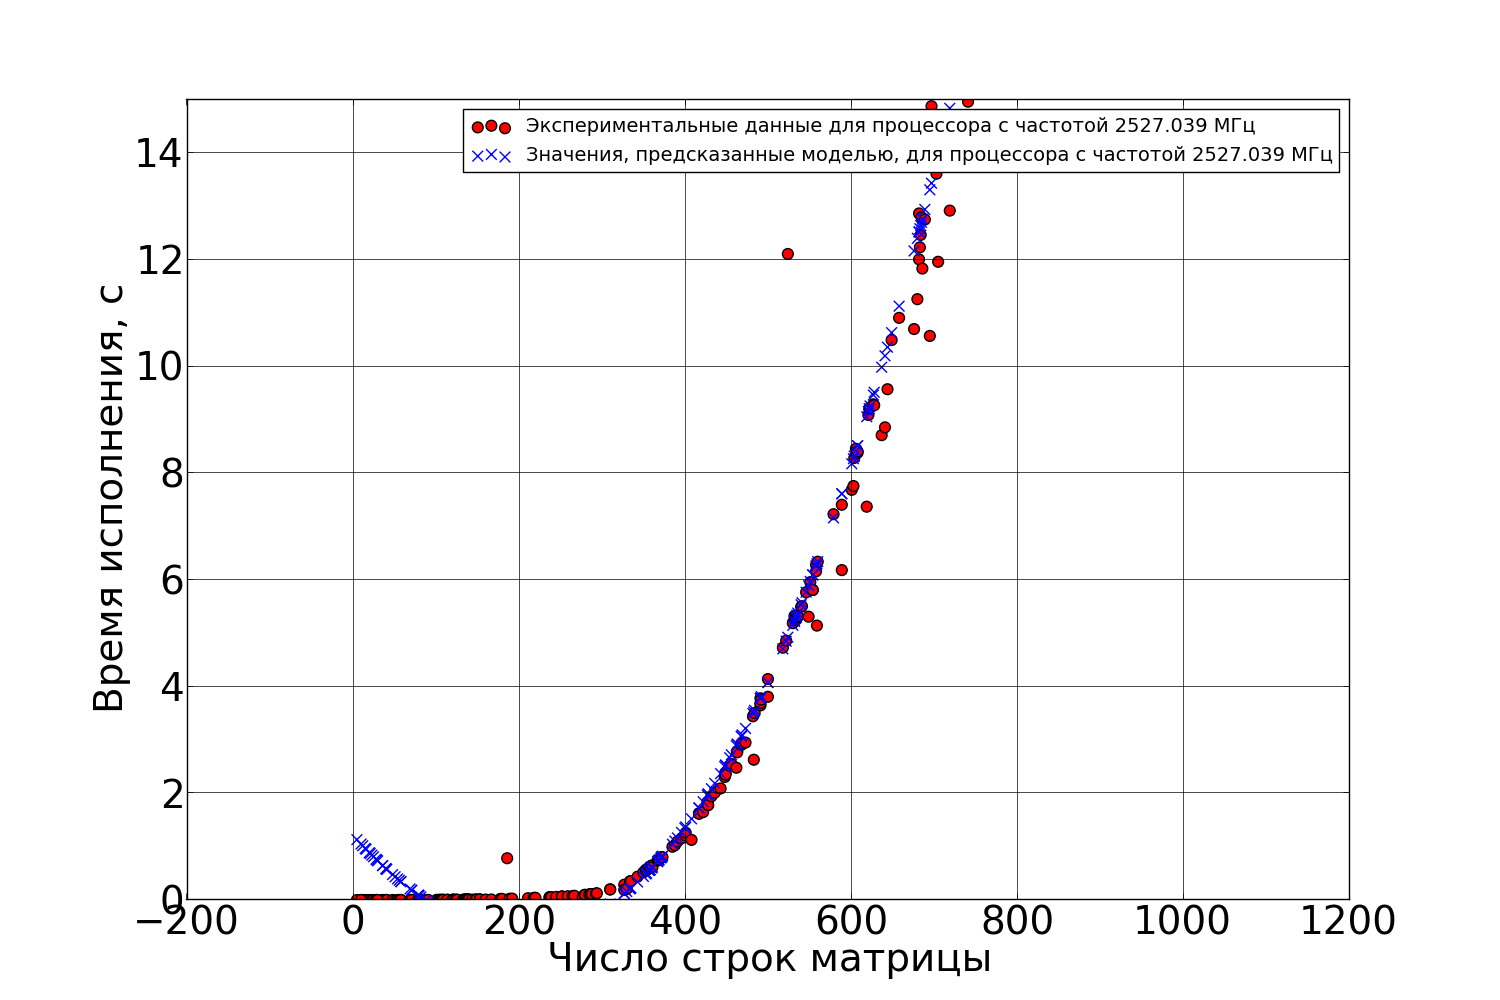 Экспериментальные данные для процессора с частотой 2527.039 МГц
Значения, предсказанные моделью, для процессора с частотой 2527.039 МГц
14
12
10
8
6
4
2
0
Время исполнения, с
−200 0 200 400 600 800 1000 1200
Число строк матрицы